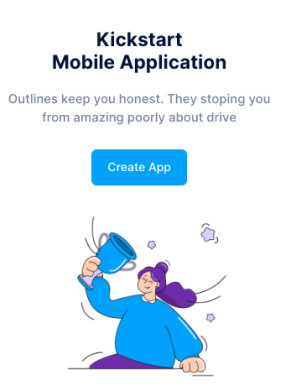 Kickstart
Mobile Application
Outlines keep you honest. They stoping you
from amazing poorly about drive
Create App